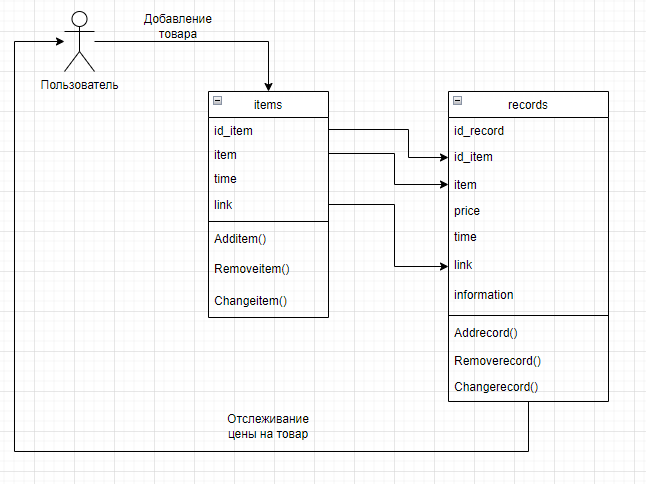 Добавление
товара
Пользователь
items
id_item
item
time
link
Additem()
Removeitem()
Changeitem()
records
id_record
id_item
item
price
time
link
information
Addrecord()
Removerecord()
Changerecord()
Отслеживание
цены на товар